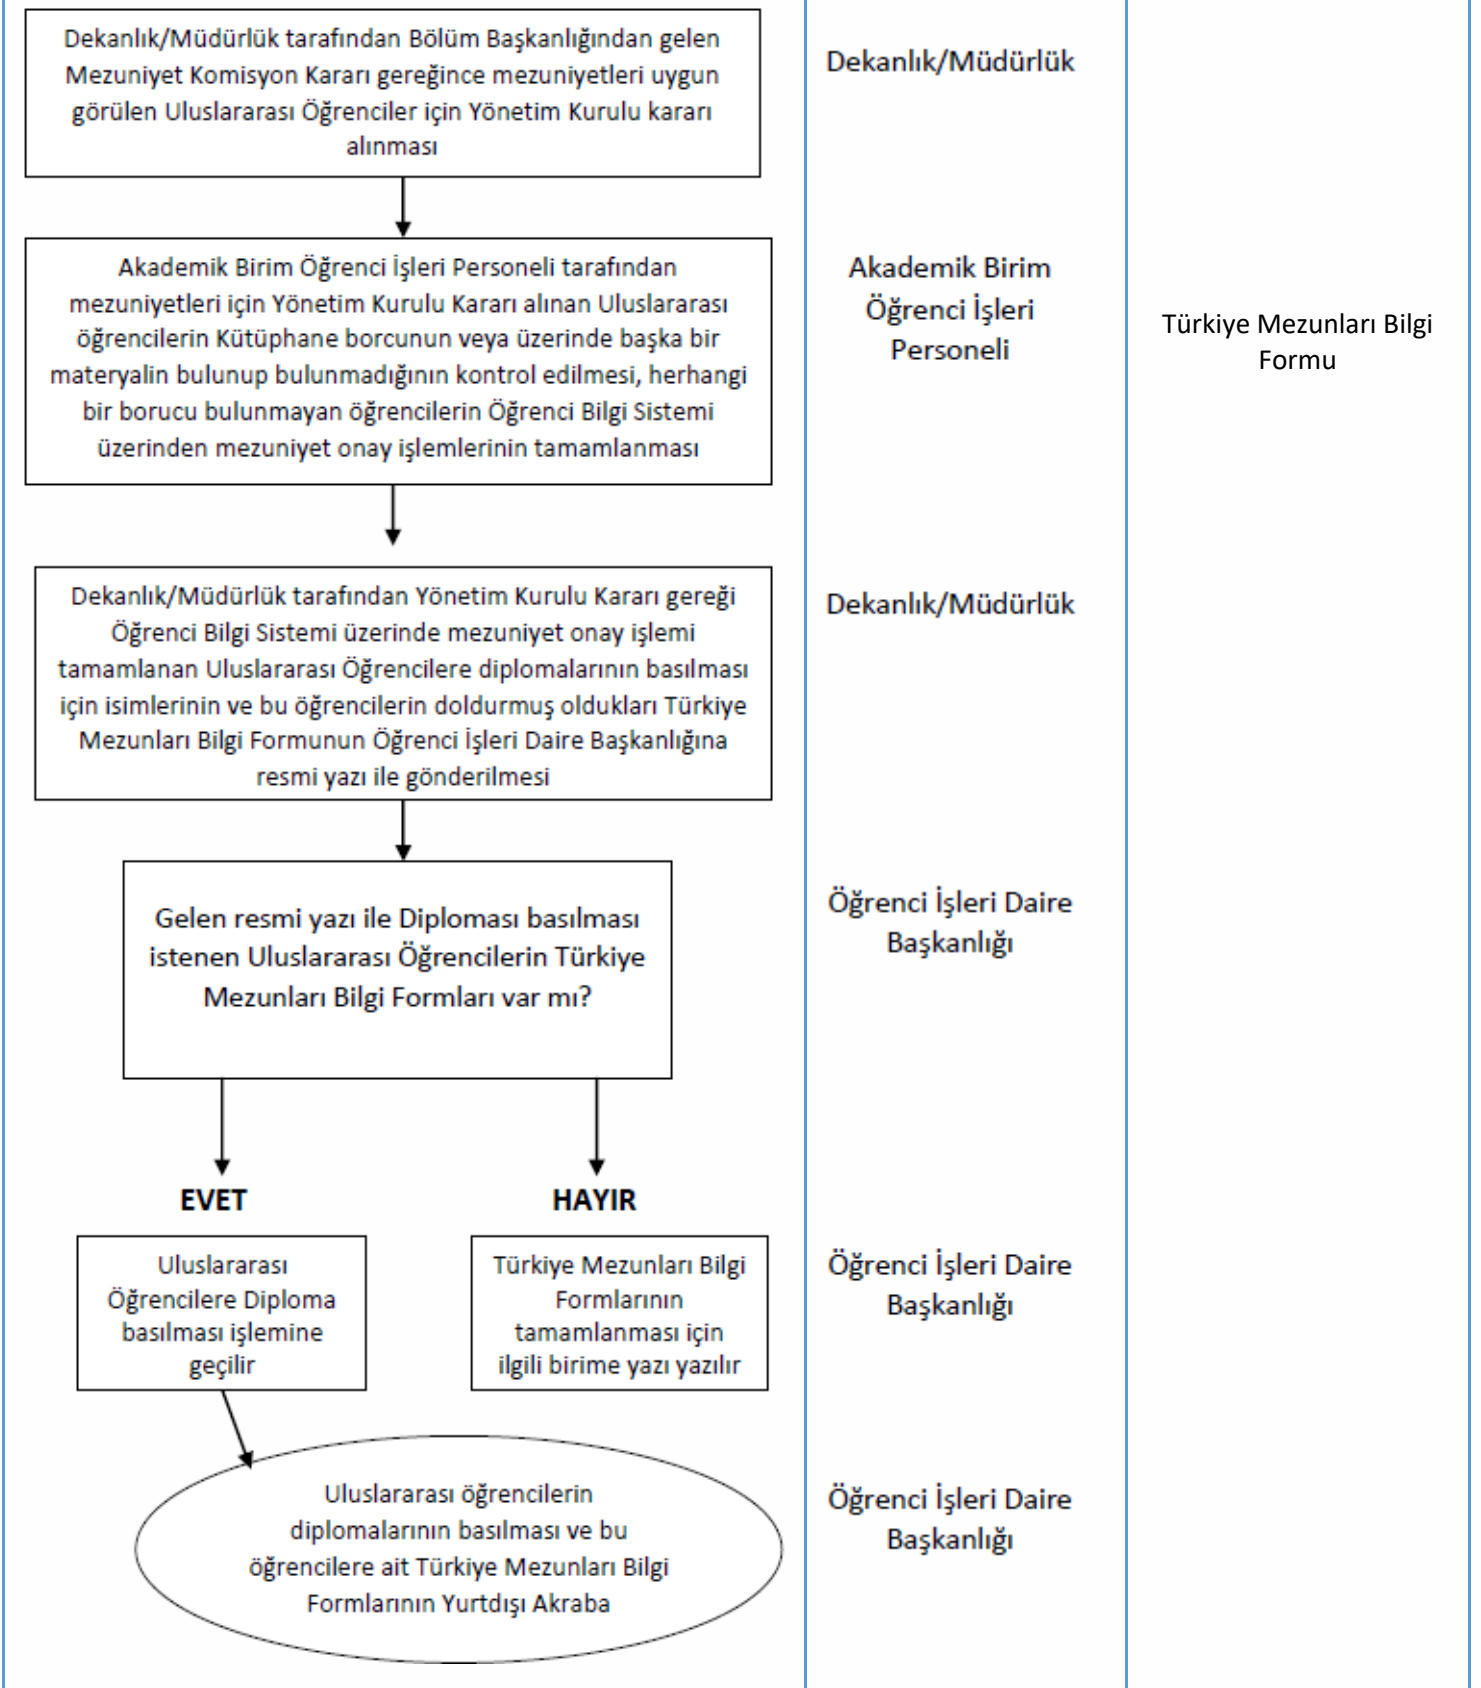 Dekanlık/Müdürlük tarafından Bölüm Başkanlığından gelen
Mezuniyet Komisyon Kararı gereğince mezuniyetleri uygun
görülen Uluslararası Öğrenciler için Yönetim Kurulu kararı
alınması
Dekanlık/Müdürlük
Akademik Birim Öğrenci İşleri Personeli tarafından
mezuniyetleri için Yönetim Kurulu Kararı alınan Uluslararası
öğrencilerin Kütüphane borcunun veya üzerinde başka bir
materyalin bulunup bulunmadığının kontrol edilmesi, herhangi
bir borucu bulunmayan öğrencilerin Öğrenci Bilgi Sistemi
üzerinden mezuniyet onay işlemlerinin tamamlanması
Akademik Birim
Öğrenci İşleri
Personeli
Türkiye Mezunları Bilgi
Formu
Dekanlık/Müdürlük tarafından Yönetim Kurulu Kararı gereği
Öğrenci Bilgi Sistemi üzerinde mezuniyet onay işlemi
tamamlanan Uluslararası Öğrencilere diplomalarının basılması
için isimlerinin ve bu öğrencilerin doldurmuş oldukları Türkiye
Mezunları Bilgi Formunun Öğrenci İşleri Daire Başkanlığına
resmi yazı ile gönderilmesi
Dekanlık/Müdürlük
Gelen resmi yazı ile Diploması basılması
istenen Uluslararası Öğrencilerin Türkiye
Mezunları Bilgi Formları var mı?
Öğrenci İşleri Daire
Başkanlığı
EVET
HAYIR
Uluslararası
Öğrencilere Diploma
basılması işlemine
geçilir
Türkiye Mezunları Bilgi
Formlarının
tamamlanması için
ilgili birime yazı yazılır
Öğrenci İşleri Daire
Başkanlığı
Uluslararası öğrencilerin
diplomalarının basılması ve bu
öğrencilere ait Türkiye Mezunları Bilgi
Formlarının Yurtdışı Akraba
Öğrenci İşleri Daire
Başkanlığı